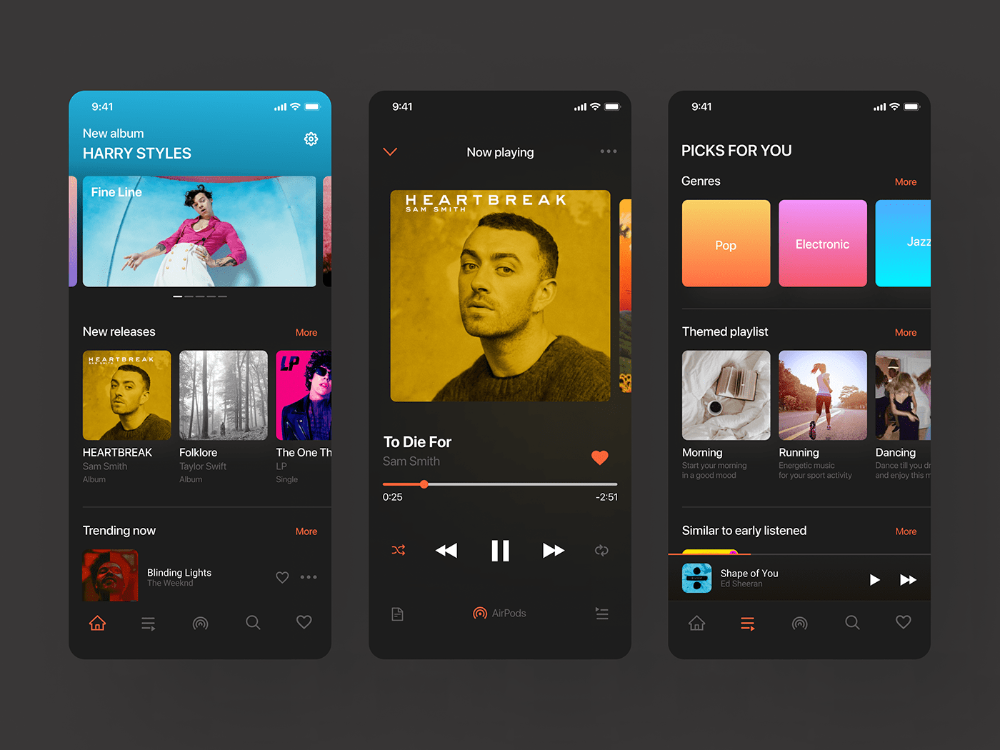 9:41
New album
HARRY STYLES
Fine Line
New releases
More
HEARTBREAK
SAM SMITH
LP
HEARTBREAK
Sam Smith
Album
Folklore
Taylor Swift
Album
The One Th
LP
Single
Trending now
More
Blinding Lights
The Weeknd
9:41
Now playing
HEARTBREAK
SAM SMITH
To Die For
Sam Smith
0:25
-2:51
AirPods
9:41
PICKS FOR YOU
Genres
More
Pop
Electronic
Jazz
Themed playlist
More
Morning
Start your morning
In a good mood
Running
Energetic music
for your sport activity
Dancing
Dance till you dr
and enjoy this m
Similar to early listened
More
Shape of You
Ed Sheeran